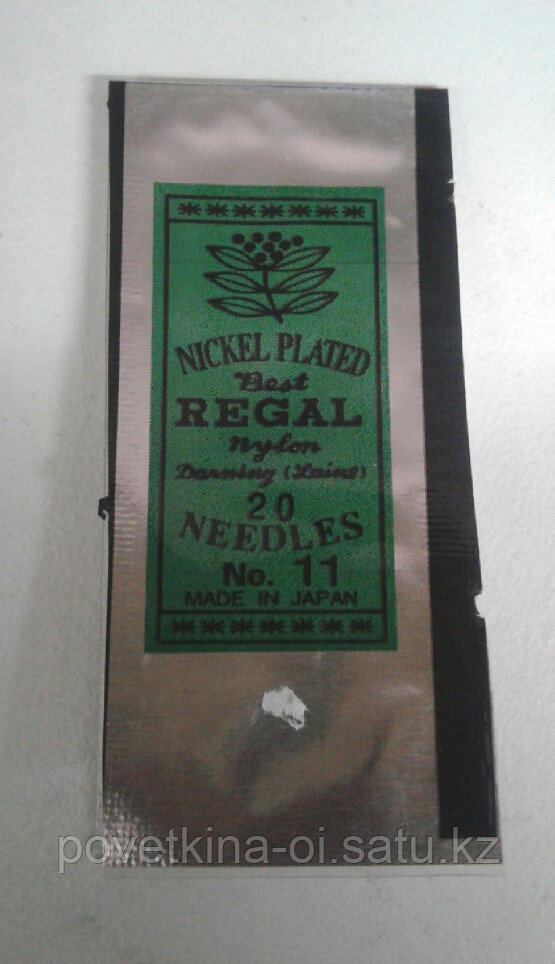 NICKEL PLATED
Best
REGAL
Nylon
Darning (Laine)
20
NEEDLES
No. 11
MADE IN JAPAN
povetkina-oi.satu.kz